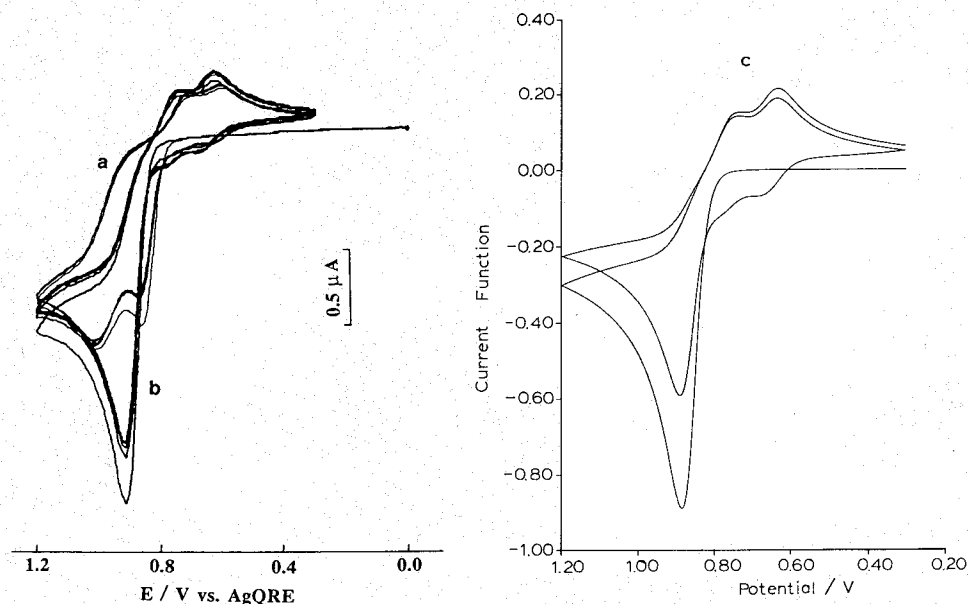 a
b
0.5 µA
1.2 0.8 0.4 0.0
E / V vs. AgQRE
c
0.40
0.20
0.00
−0.20
−0.40
−0.60
−0.80
−1.00
Current Function
1.20 1.00 0.80 0.60 0.40 0.20
Potential / V